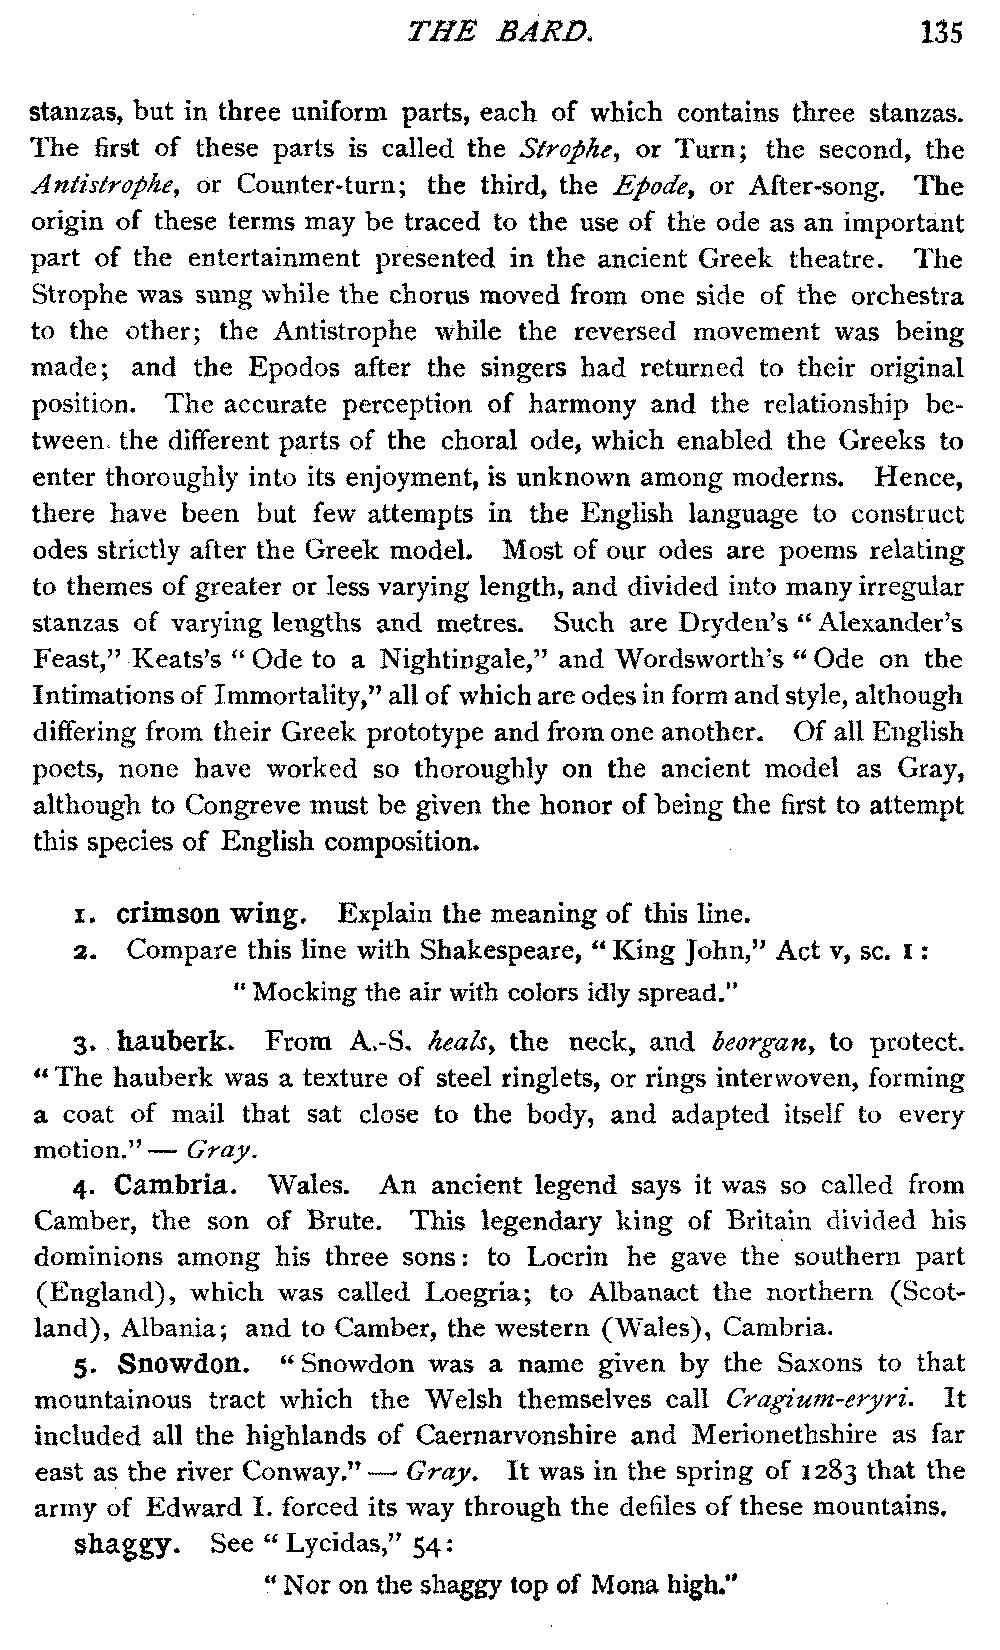 THE BARD. 135
stanzas, but in three uniform parts, each of which contains three stanzas.
The first of these parts is called the Strophe, or Turn; the second, the
Antistrophe, or Counter-turn; the third, the Epode, or After-song. The
origin of these terms may be traced to the use of the ode as an important
part of the entertainment presented in the ancient Greek theatre. The
Strophe was sung while the chorus moved from one side of the orchestra
to the other; the Antistrophe while the reversed movement was being
made; and the Epodos after the singers had returned to their original
position. The accurate perception of harmony and the relationship be-
tween the different parts of the choral ode, which enabled the Greeks to
enter thoroughly into its enjoyment, is unknown among moderns. Hence,
there have been but few attempts in the English language to construct
odes strictly after the Greek model. Most of our odes are poems relating
to themes of greater or less varying length, and divided into many irregular
stanzas of varying lengths and metres. Such are Dryden's "Alexander's
Feast," Keats's "Ode to a Nightingale," and Wordsworth's "Ode on the
Intimations of Immortality," all of which are odes in form and style, although
differing from their Greek prototype and from one another. Of all English
poets, none have worked so thoroughly on the ancient model as Gray,
although to Congreve must be given the honor of being the first to attempt
this species of English composition.
1. crimson wing. Explain the meaning of this line.
2. Compare this line with Shakespeare, "King John," Act v, sc. 1:
"Mocking the air with colors idly spread."
3. hauberk. From A.-S. heals, the neck, and beorgan, to protect.
"The hauberk was a texture of steel ringlets, or rings interwoven, forming
a coat of mail that sat close to the body, and adapted itself to every
motion." — Gray.
4. Cambria. Wales. An ancient legend says it was so called from
Camber, the son of Brute. This legendary king of Britain divided his
dominions among his three sons: to Locrin he gave the southern part
(England), which was called Loegria; to Albanact the northern (Scot-
land), Albania; and to Camber, the western (Wales), Cambria.
5. Snowdon. "Snowdon was a name given by the Saxons to that
mountainous tract which the Welsh themselves call Cragium-eryri. It
included all the highlands of Caernarvonshire and Merionethshire as far
east as the river Conway." — Gray. It was in the spring of 1283 that the
army of Edward I. forced its way through the defiles of these mountains.
shaggy. See "Lycidas," 54:
"Nor on the shaggy top of Mona high."